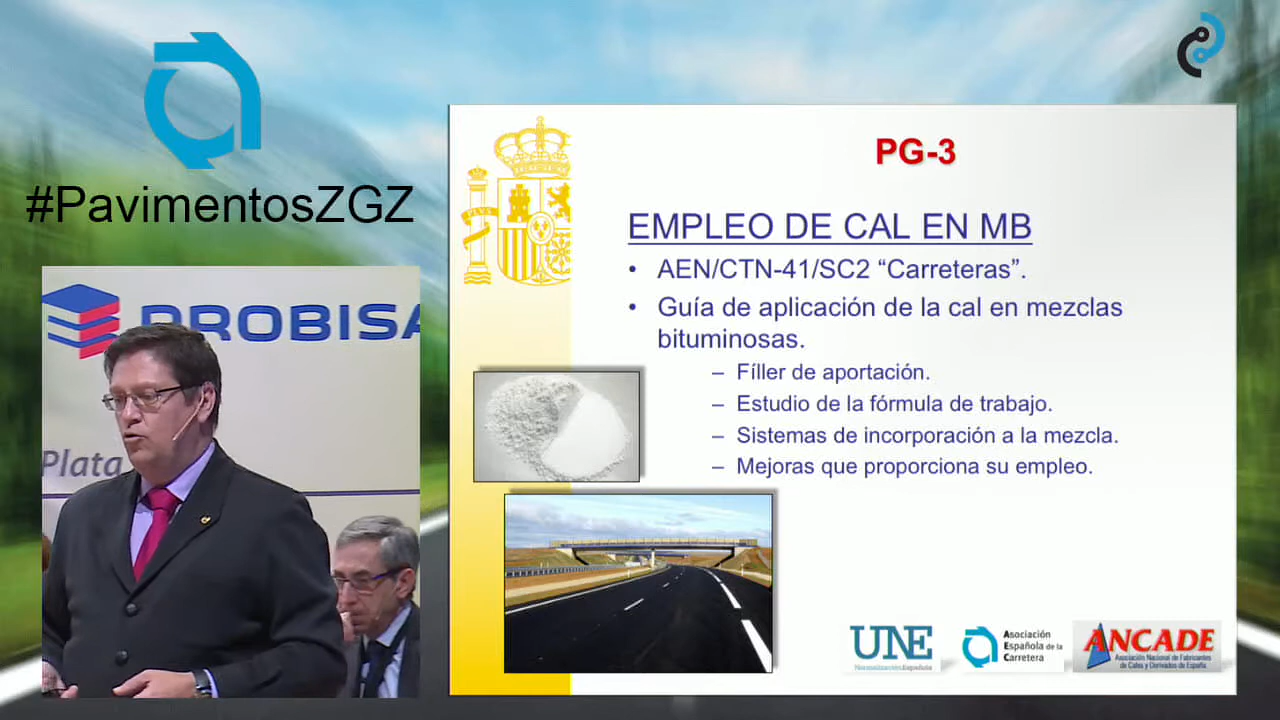 #PavimentosZGZ
PROBISA
Plata
PG-3
EMPLEO DE CAL EN MB
• AEN/CTN-41/SC2 “Carreteras”.
• Guía de aplicación de la cal en mezclas
bituminosas.
– Fíller de aportación.
– Estudio de la fórmula de trabajo.
– Sistemas de incorporación a la mezcla.
– Mejoras que proporciona su empleo.
UNE
Normalización Española
Asociación
Española de la
Carretera
ANCADE
Asociación Nacional de Fabricantes
de Cales y Derivados de España